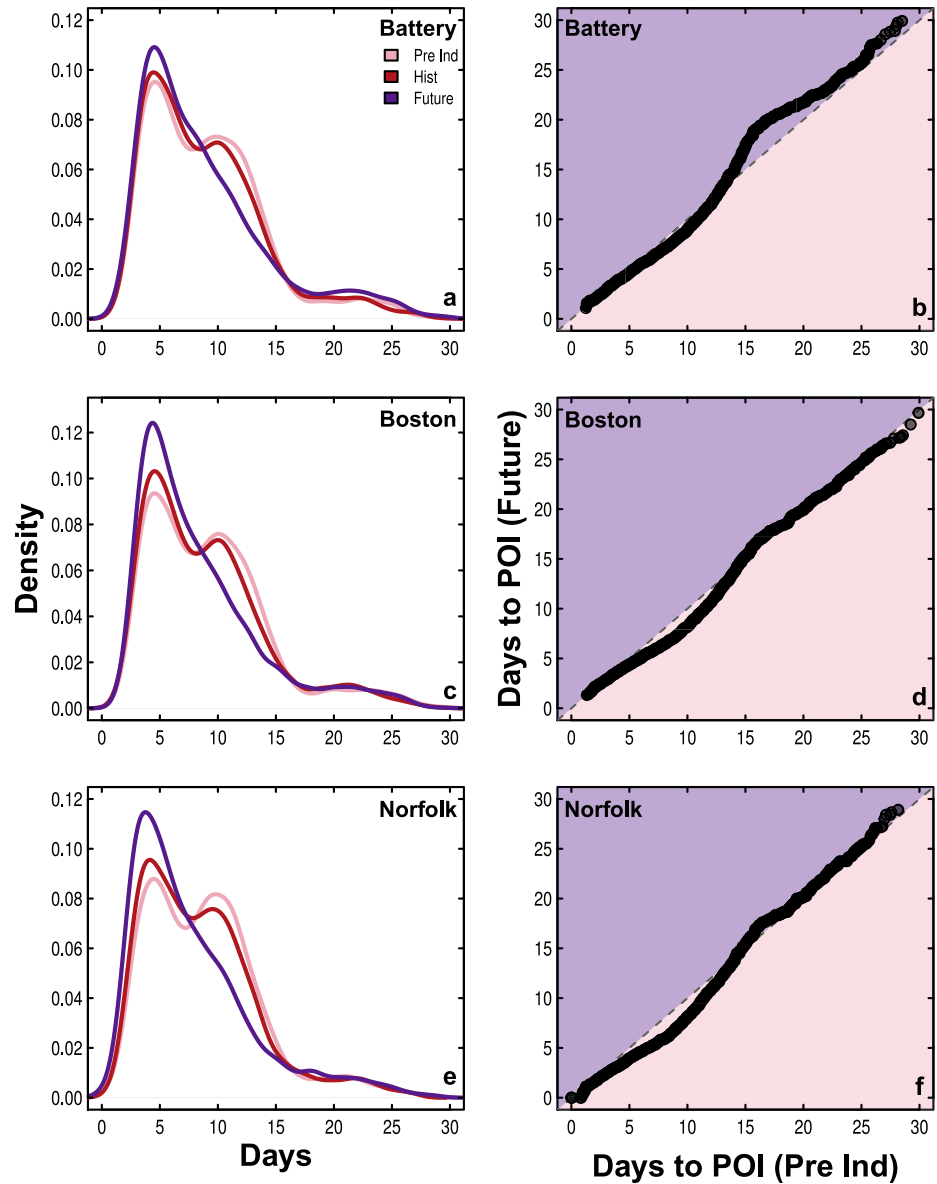 Battery
Pre Ind
Hist
Future
0.12
0.10
0.08
0.06
0.04
0.02
0.00
0 5 10 15 20 25 30
a
Battery
30
25
20
15
10
5
0
0 5 10 15 20 25 30
b
Boston
0.12
0.10
0.08
0.06
0.04
0.02
0.00
0 5 10 15 20 25 30
c
Density
Boston
30
25
20
15
10
5
0
0 5 10 15 20 25 30
d
Days to POI (Future)
Norfolk
0.12
0.10
0.08
0.06
0.04
0.02
0.00
0 5 10 15 20 25 30
e
Days
Norfolk
30
25
20
15
10
5
0
0 5 10 15 20 25 30
f
Days to POI (Pre Ind)